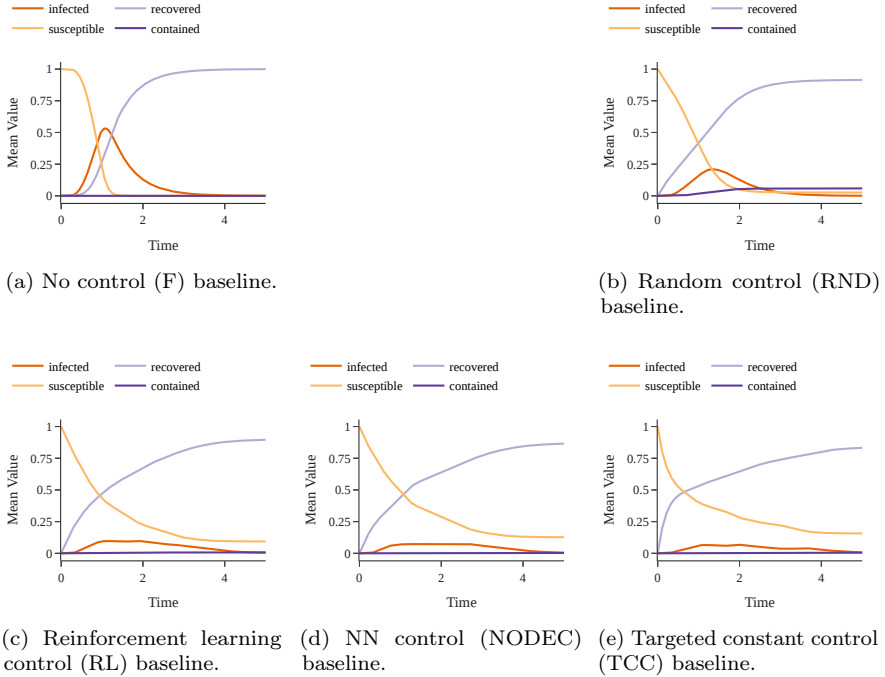 infected recovered
susceptible contained
1
0.75
0.5
0.25
0
Mean Value
0 2 4
Time
(a) No control (F) baseline.
infected recovered
susceptible contained
1
0.75
0.5
0.25
0
Mean Value
0 2 4
Time
(b) Random control (RND)
baseline.
infected recovered
susceptible contained
1
0.75
0.5
0.25
0
Mean Value
0 2 4
Time
(c) Reinforcement learning
control (RL) baseline.
infected recovered
susceptible contained
1
0.75
0.5
0.25
0
Mean Value
0 2 4
Time
(d) NN control (NODEC)
baseline.
infected recovered
susceptible contained
1
0.75
0.5
0.25
0
Mean Value
0 2 4
Time
(e) Targeted constant control
(TCC) baseline.